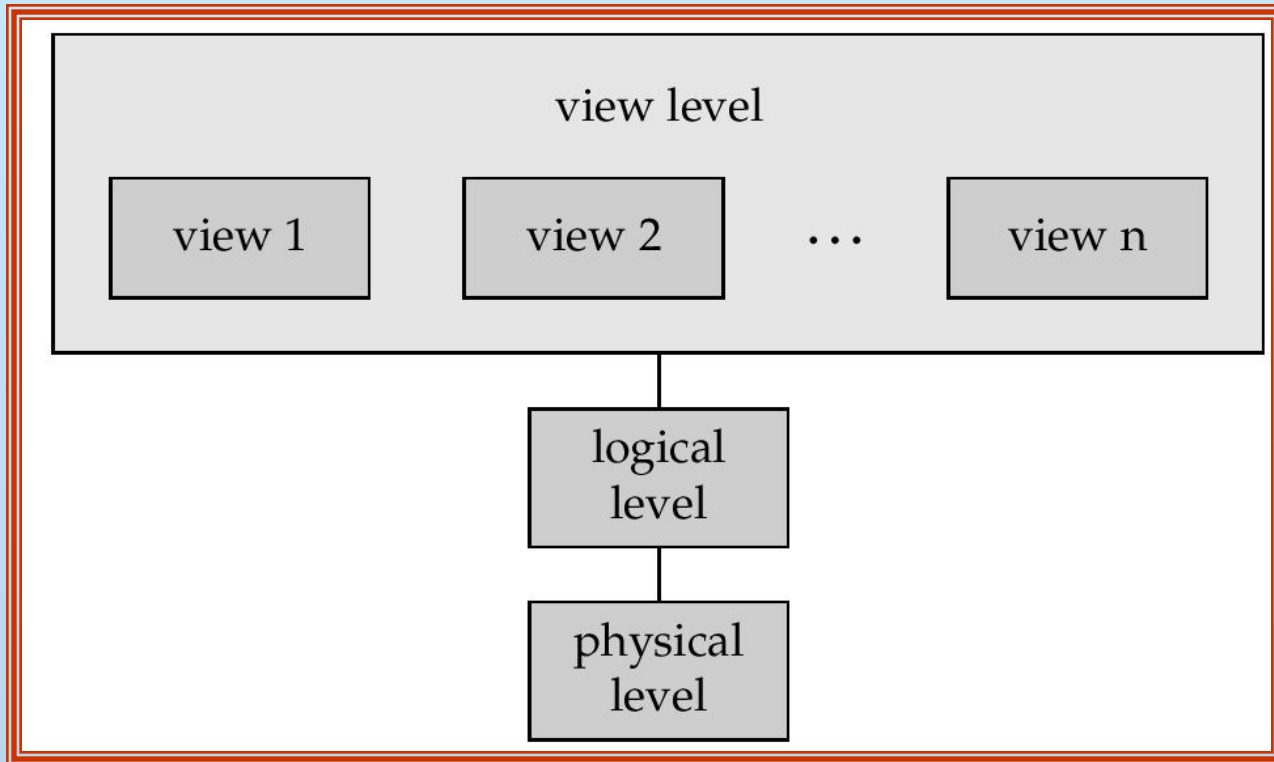 view level
view 1
view 2
...
view n
logical
level
physical
level